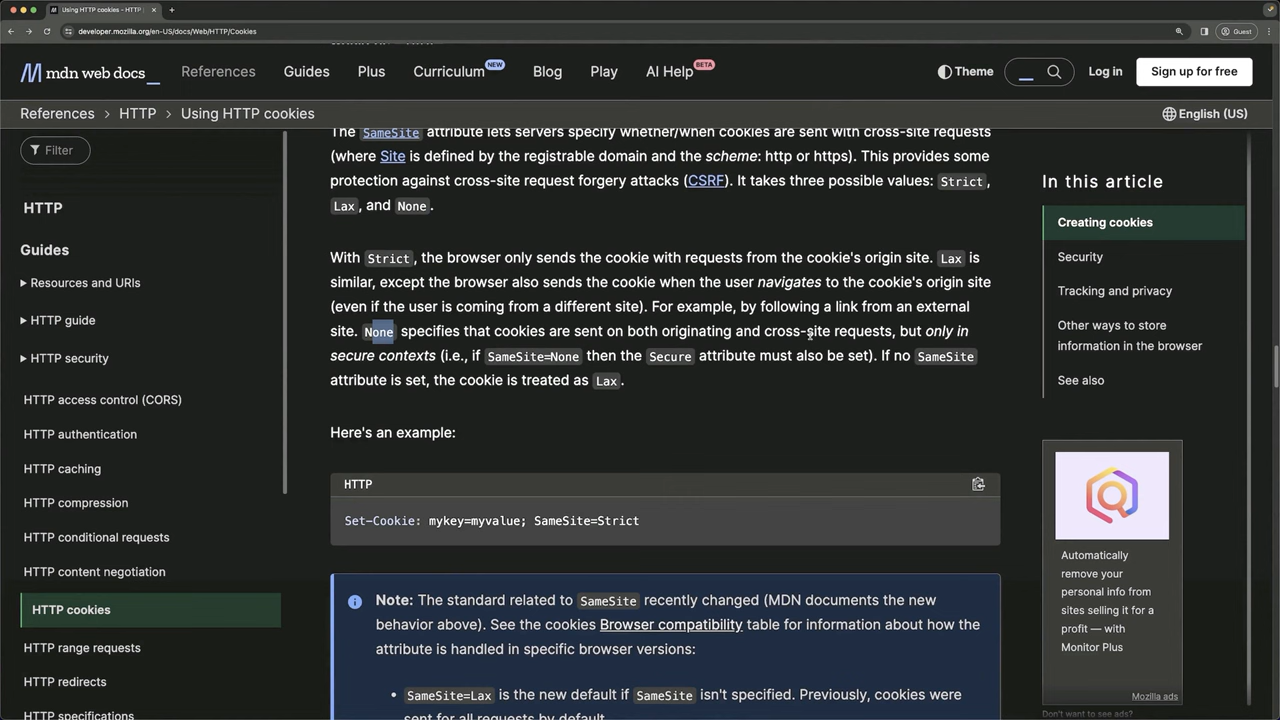 Using HTTP cookies - HTTP
developer.mozilla.org/en-US/docs/Web/HTTP/Cookies
Guest
mdn web docs
References
Guides
Plus
Curriculum NEW
Blog
Play
AI Help BETA
Theme
Log in
Sign up for free
References > HTTP > Using HTTP cookies
English (US)
Filter
HTTP
Guides
Resources and URIs
HTTP guide
HTTP security
HTTP access control (CORS)
HTTP authentication
HTTP caching
HTTP compression
HTTP conditional requests
HTTP content negotiation
HTTP cookies
HTTP range requests
HTTP redirects
HTTP specifications
The SameSite attribute lets servers specify whether/when cookies are sent with cross-site requests
(where Site is defined by the registrable domain and the scheme: http or https). This provides some
protection against cross-site request forgery attacks (CSRF). It takes three possible values: Strict,
Lax, and None.
With Strict, the browser only sends the cookie with requests from the cookie's origin site. Lax is
similar, except the browser also sends the cookie when the user navigates to the cookie's origin site
(even if the user is coming from a different site). For example, by following a link from an external
site. None specifies that cookies are sent on both originating and cross-site requests, but only in
secure contexts (i.e., if SameSite=None then the Secure attribute must also be set). If no SameSite
attribute is set, the cookie is treated as Lax.
Here's an example:
HTTP
Set-Cookie: mykey=myvalue; SameSite=Strict
Note: The standard related to SameSite recently changed (MDN documents the new
behavior above). See the cookies Browser compatibility table for information about how the
attribute is handled in specific browser versions:
• SameSite=Lax is the new default if SameSite isn't specified. Previously, cookies were
sent for all requests by default.
In this article
Creating cookies
Security
Tracking and privacy
Other ways to store
information in the browser
See also
Automatically
remove your
personal info from
sites selling it for a
profit — with
Monitor Plus
Mozilla ads
Don't want to see ads?